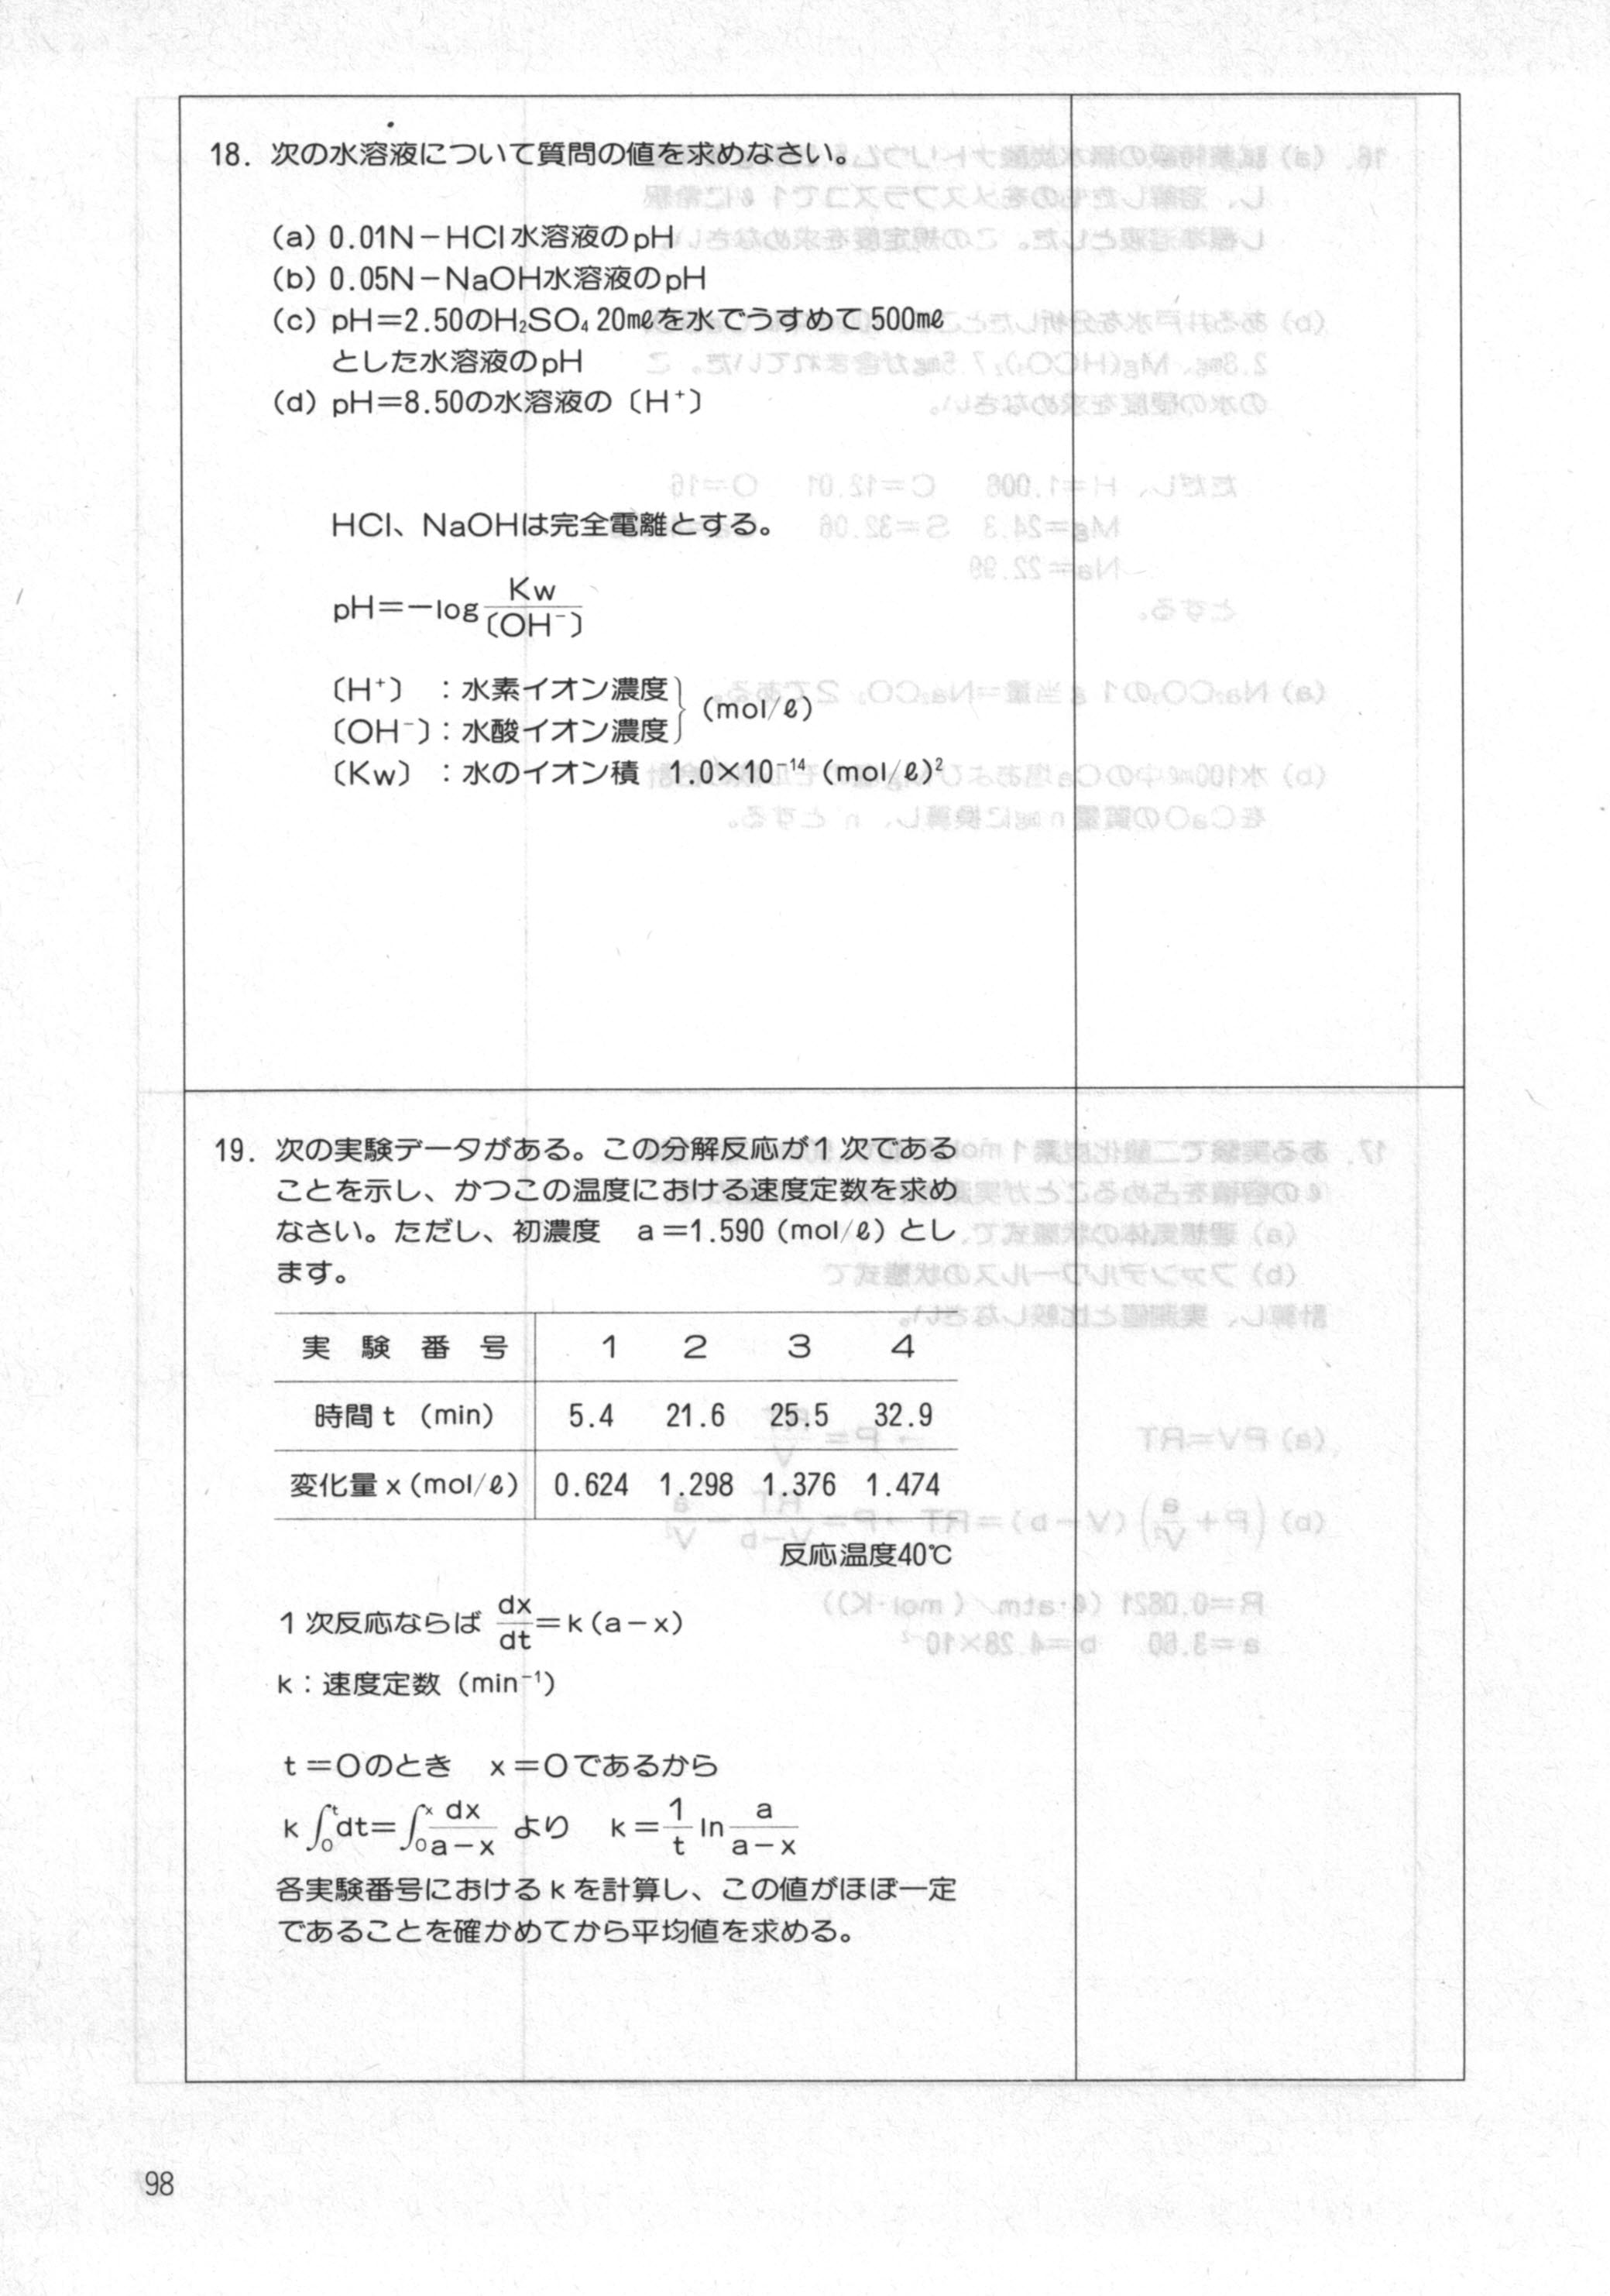 18. 次の水溶液について質問の値を求めなさい。
(a) 0.01N−HCl水溶液のpH
(b) 0.05N−NaOH水溶液のpH
(c) pH=2.50のH₂SO₄ 20mℓを水でうすめて500mℓ
とした水溶液のpH
(d) pH=8.50の水溶液の〔H⁺〕
HCl、NaOHは完全電離とする。
pH=−log Kw/〔OH⁻〕
〔H⁺〕 :水素イオン濃度
〔OH⁻〕:水酸イオン濃度 } (mol/ℓ)
〔Kw〕 :水のイオン積 1.0×10⁻¹⁴ (mol/ℓ)²
19. 次の実験データがある。この分解反応が1次である
ことを示し、かつこの温度における速度定数を求め
なさい。ただし、初濃度 a=1.590 (mol/ℓ) とし
ます。
実験番号 1 2 3 4
時間 t (min) 5.4 21.6 25.5 32.9
変化量 x (mol/ℓ) 0.624 1.298 1.376 1.474
反応温度40℃
1次反応ならば dx/dt=k(a−x)
k:速度定数 (min⁻¹)
t=0のとき x=0であるから
k∫₀ᵗdt=∫₀ˣ dx/a−x より k=1/t ln a/a−x
各実験番号におけるkを計算し、この値がほぼ一定
であることを確かめてから平均値を求める。
98